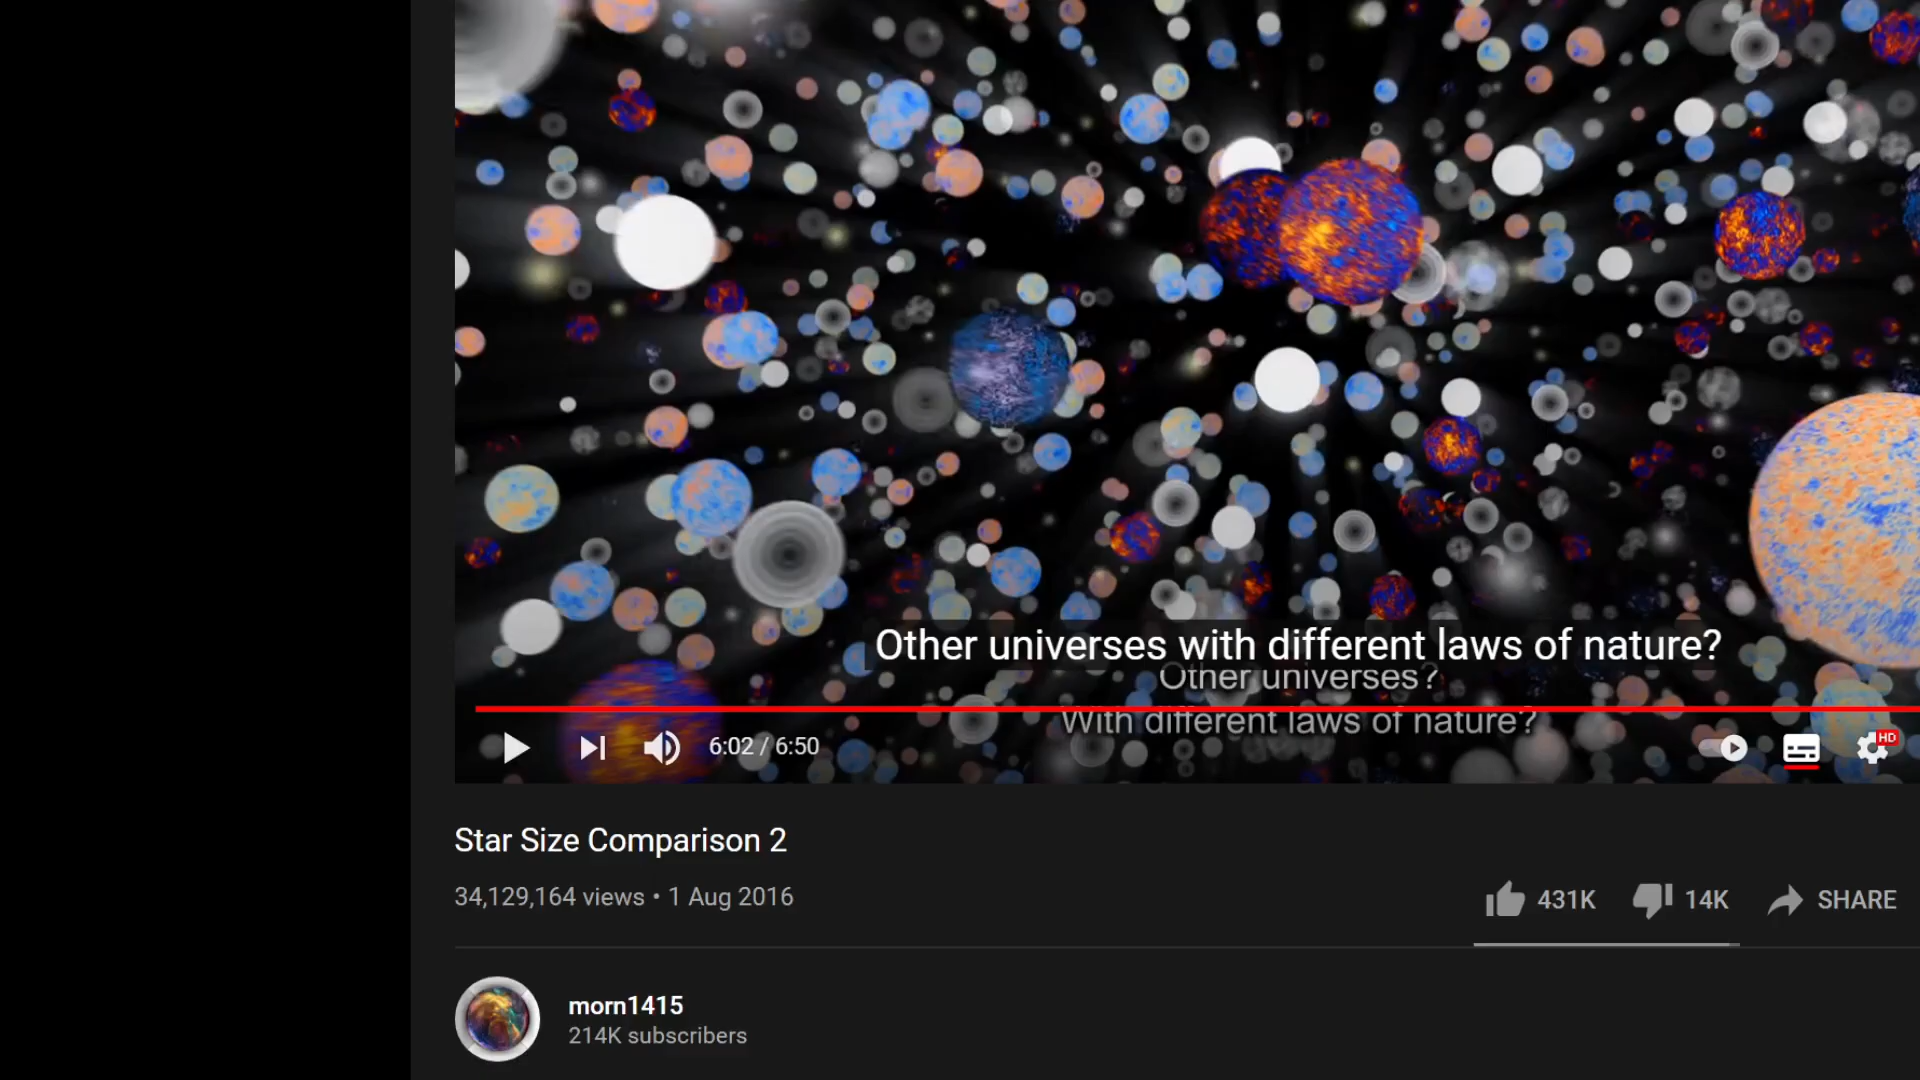 Other universes with different laws of nature?
Other universes?
With different laws of nature?
6:02 / 6:50
HD
Star Size Comparison 2
34,129,164 views • 1 Aug 2016
431K
14K
SHARE
morn1415
214K subscribers